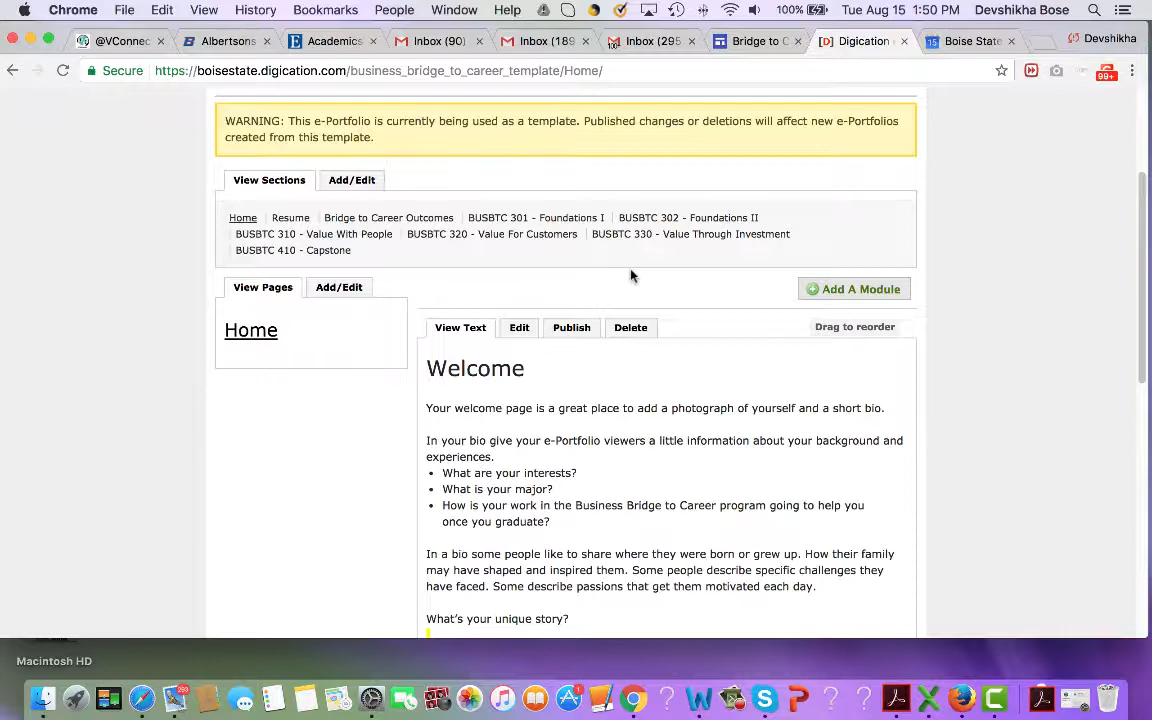 Chrome File Edit View History Bookmarks People Window Help 100% Tue Aug 15 1:50 PM Devshikha Bose
@VConnec Albertsons Academics Inbox (90) Inbox (189 Inbox (295 Bridge to C Digication Boise State Devshikha
Secure https://boisestate.digication.com/business_bridge_to_career_template/Home/ 99+
WARNING: This e-Portfolio is currently being used as a template. Published changes or deletions will affect new e-Portfolios
created from this template.
View Sections Add/Edit
Home Resume Bridge to Career Outcomes BUSBTC 301 - Foundations I BUSBTC 302 - Foundations II
BUSBTC 310 - Value With People BUSBTC 320 - Value For Customers BUSBTC 330 - Value Through Investment
BUSBTC 410 - Capstone
View Pages Add/Edit Add A Module
Home
View Text Edit Publish Delete Drag to reorder
Welcome
Your welcome page is a great place to add a photograph of yourself and a short bio.
In your bio give your e-Portfolio viewers a little information about your background and
experiences.
• What are your interests?
• What is your major?
• How is your work in the Business Bridge to Career program going to help you
once you graduate?
In a bio some people like to share where they were born or grew up. How their family
may have shaped and inspired them. Some people describe specific challenges they
have faced. Some describe passions that get them motivated each day.
What's your unique story?
Macintosh HD